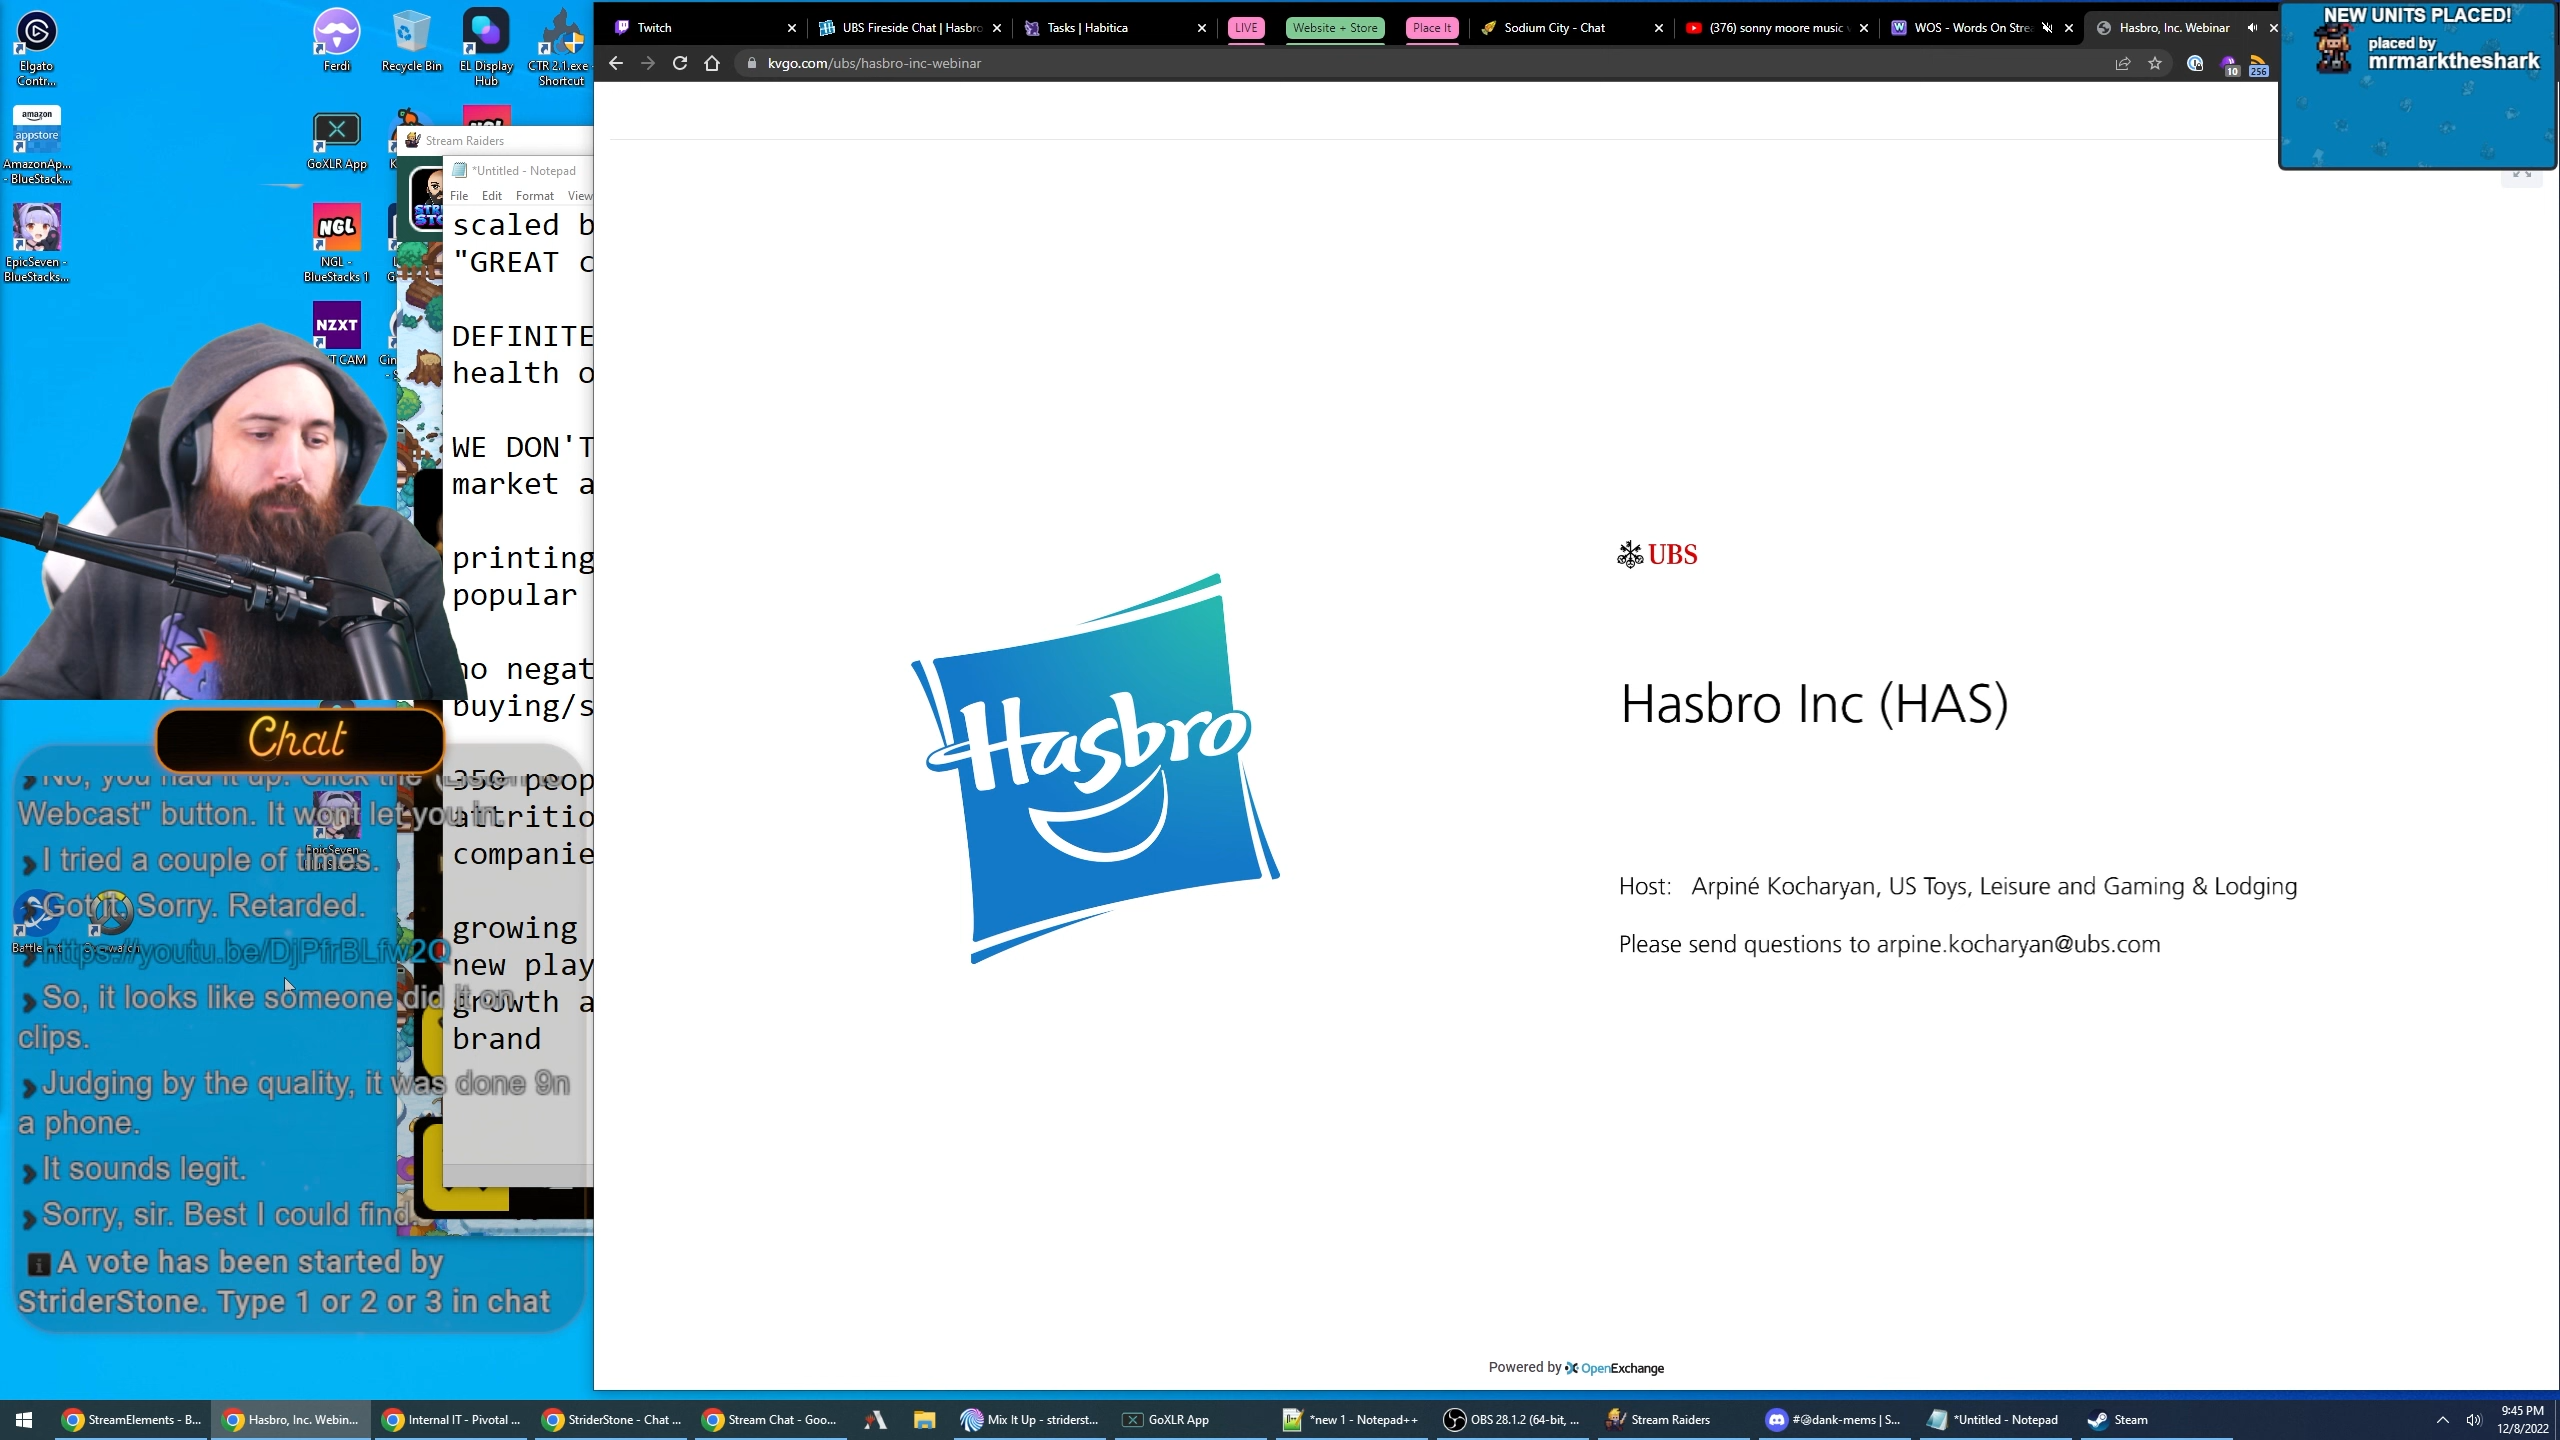 Elgato
Contr...
Ferdi
Recycle Bin
EL Display
Hub
CTR 2.1.exe -
Shortcut
amazon
appstore
AmazonAp...
- BlueStack...
GoXLR App
NGL
NGL -
BlueStacks 1
EpicSeven -
BlueStacks...
NZXT
CAM
Stream Raiders
*Untitled - Notepad
File Edit Format View
scaled b
"GREAT c
DEFINITE
health o
WE DON'T
market a
printing
popular
no negat
buying/s
350 peop
attritio
companie
growing
new play
growth a
brand
Chat
Webcast" button. It wont let you in.
I tried a couple of times.
Got it. Sorry. Retarded.
https://youtu.be/DjPfrBLfw2Q
So, it looks like someone did it on
clips.
Judging by the quality, it was done 9n
a phone.
It sounds legit.
Sorry, sir. Best I could find.
A vote has been started by
StriderStone. Type 1 or 2 or 3 in chat
EpicSeven -
Twitch
UBS Fireside Chat | Hasbro
Tasks | Habitica
LIVE
Website + Store
Place It
Sodium City - Chat
(376) sonny moore music
WOS - Words On Stre
Hasbro, Inc. Webinar
kvgo.com/ubs/hasbro-inc-webinar
10
256
NEW UNITS PLACED!
placed by
mrmarktheshark
Hasbro
UBS
Hasbro Inc (HAS)
Host: Arpiné Kocharyan, US Toys, Leisure and Gaming & Lodging
Please send questions to arpine.kocharyan@ubs.com
Powered by OpenExchange
StreamElements - B...
Hasbro, Inc. Webin...
Internal IT - Pivotal ...
StriderStone - Chat ...
Stream Chat - Goo...
Mix It Up - striderst...
GoXLR App
*new 1 - Notepad++
OBS 28.1.2 (64-bit, ...
Stream Raiders
#@dank-mems | S...
*Untitled - Notepad
Steam
9:45 PM
12/8/2022